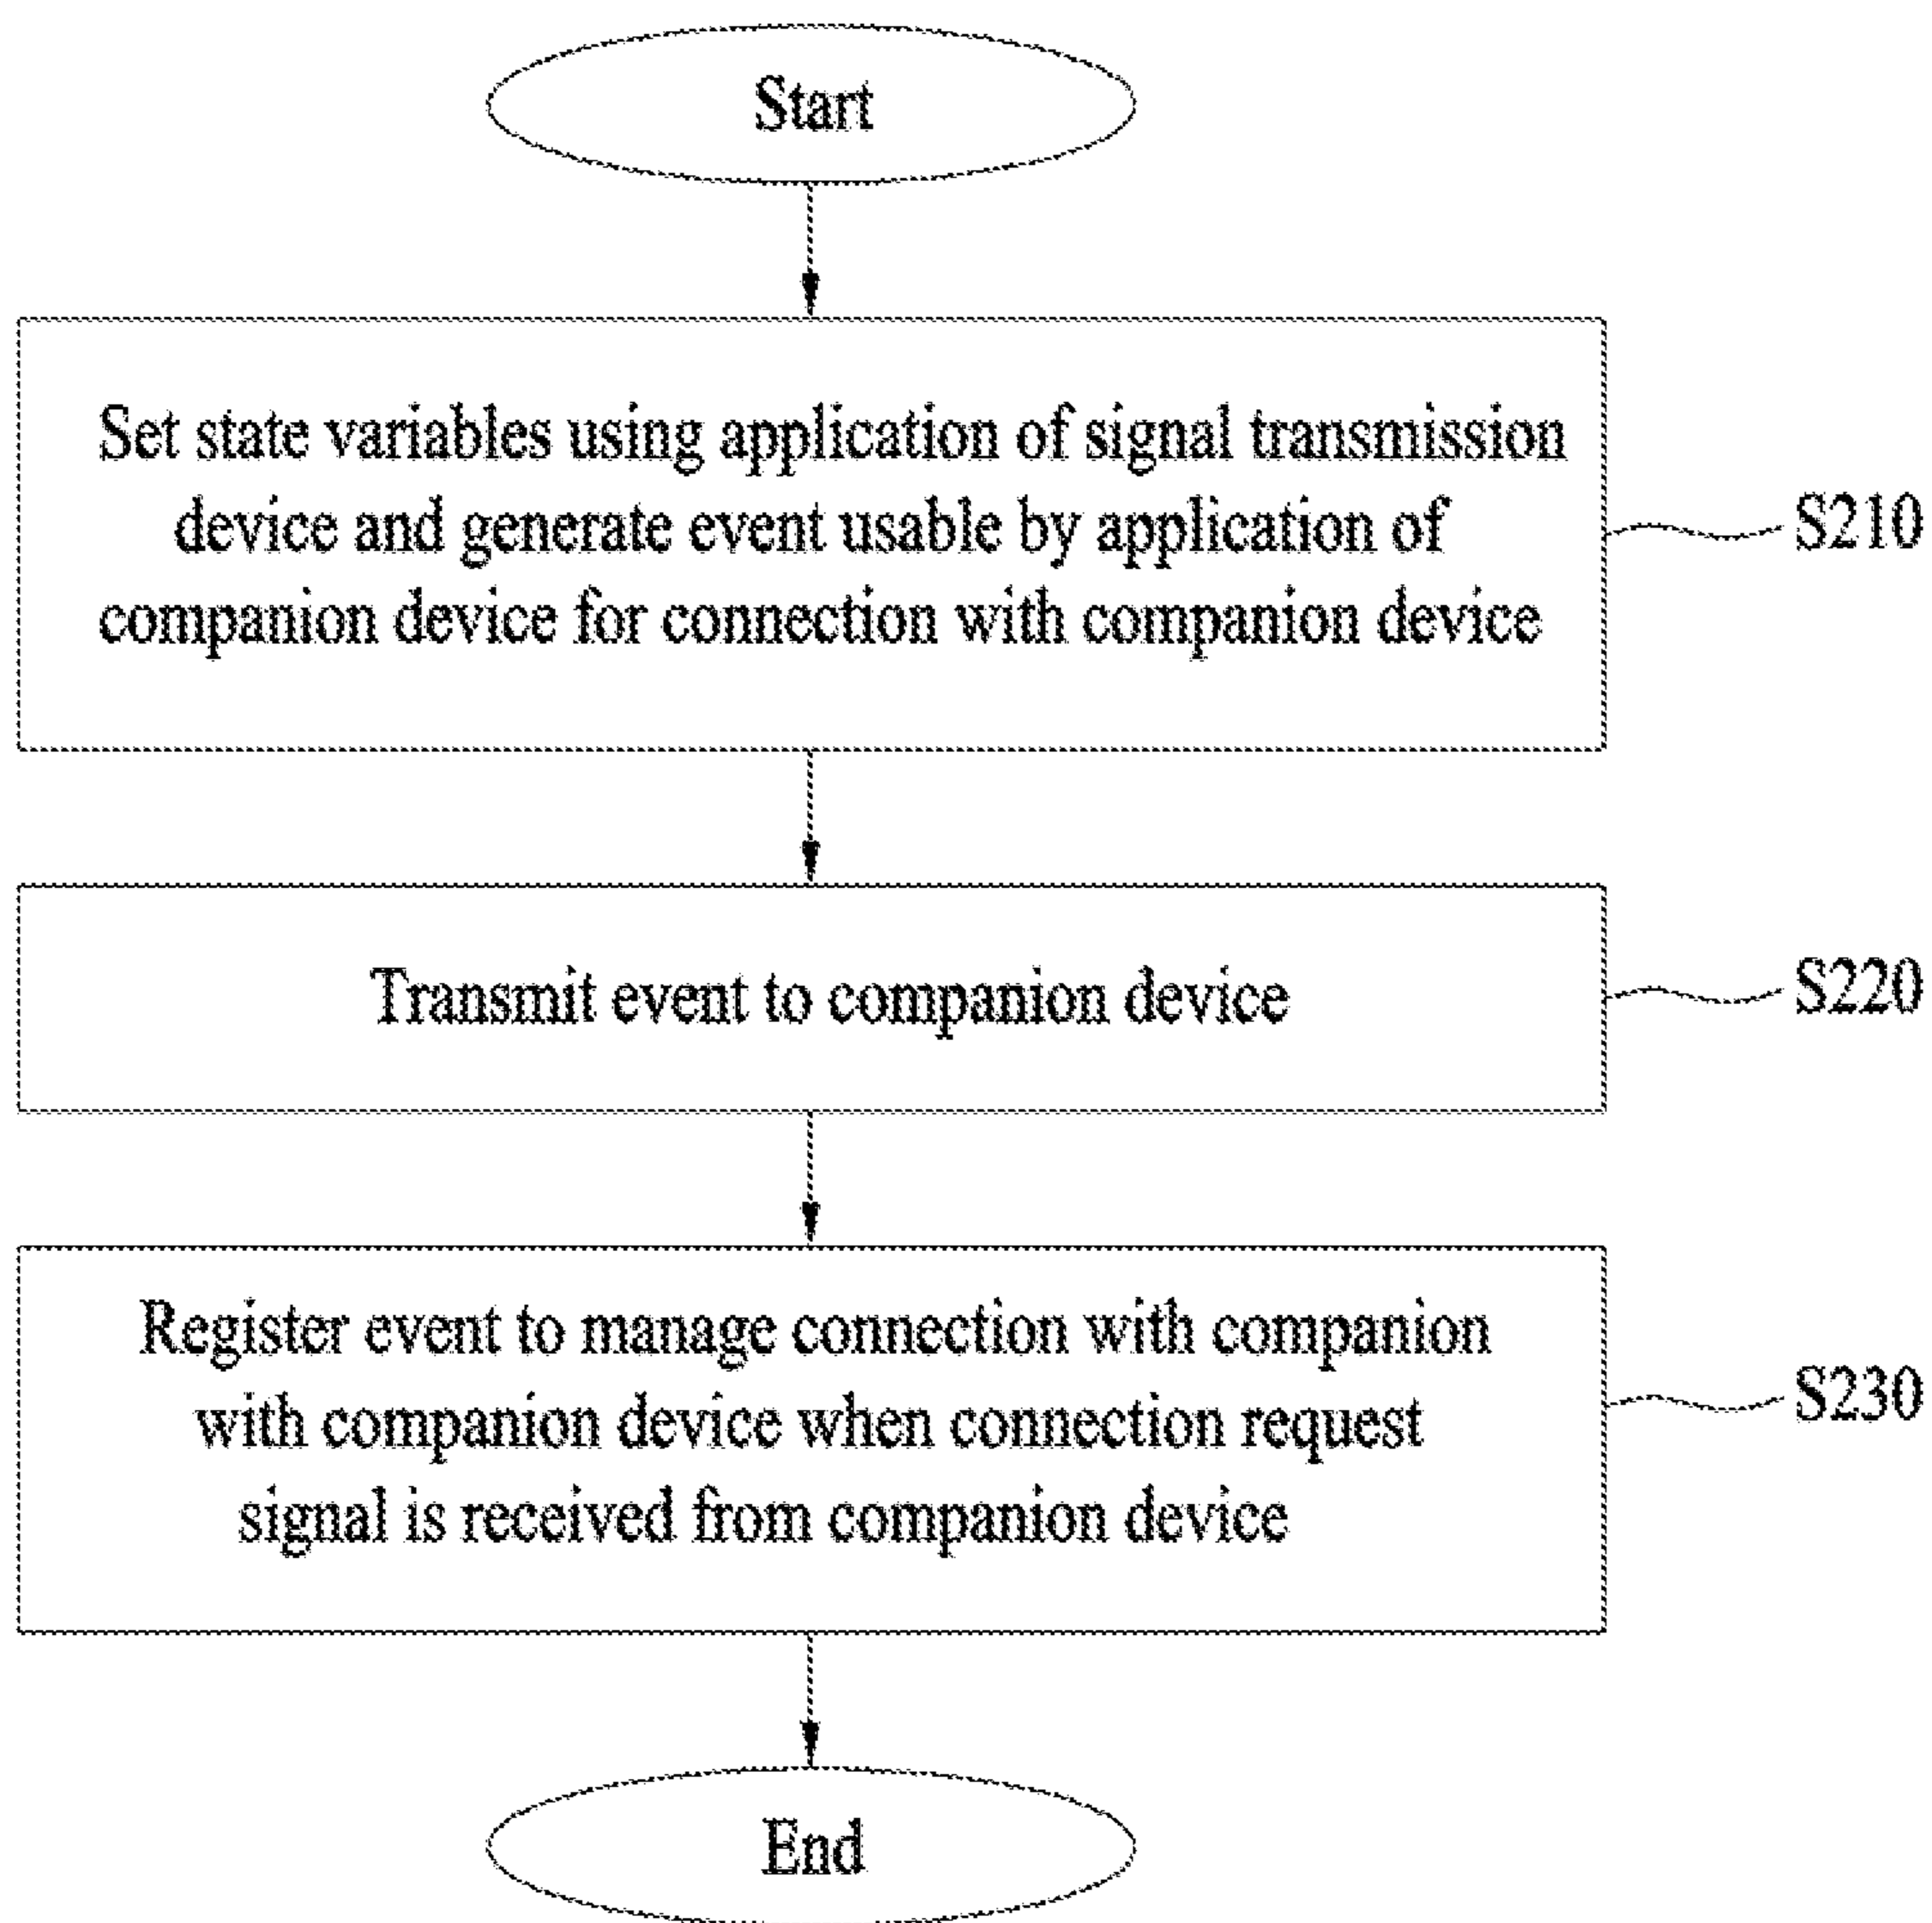 Start
Set state variables using application of signal transmission
device and generate event usable by application of
companion device for connection with companion device
S210
Transmit event to companion device
S220
Register event to manage connection with companion
with companion device when connection request
signal is received from companion device
S230
End